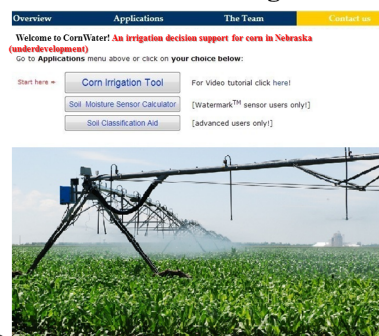 Overview Applications The Team Contact us
Welcome to CornWater! An irrigation decision support for corn in Nebraska
(underdevelopment)
Go to Applications menu above or click on your choice below:
Start here = Corn Irrigation Tool For Video tutorial click here!
Soil Moisture Sensor Calculator [Watermark™ sensor users only!]
Soil Classification Aid [advanced users only!]